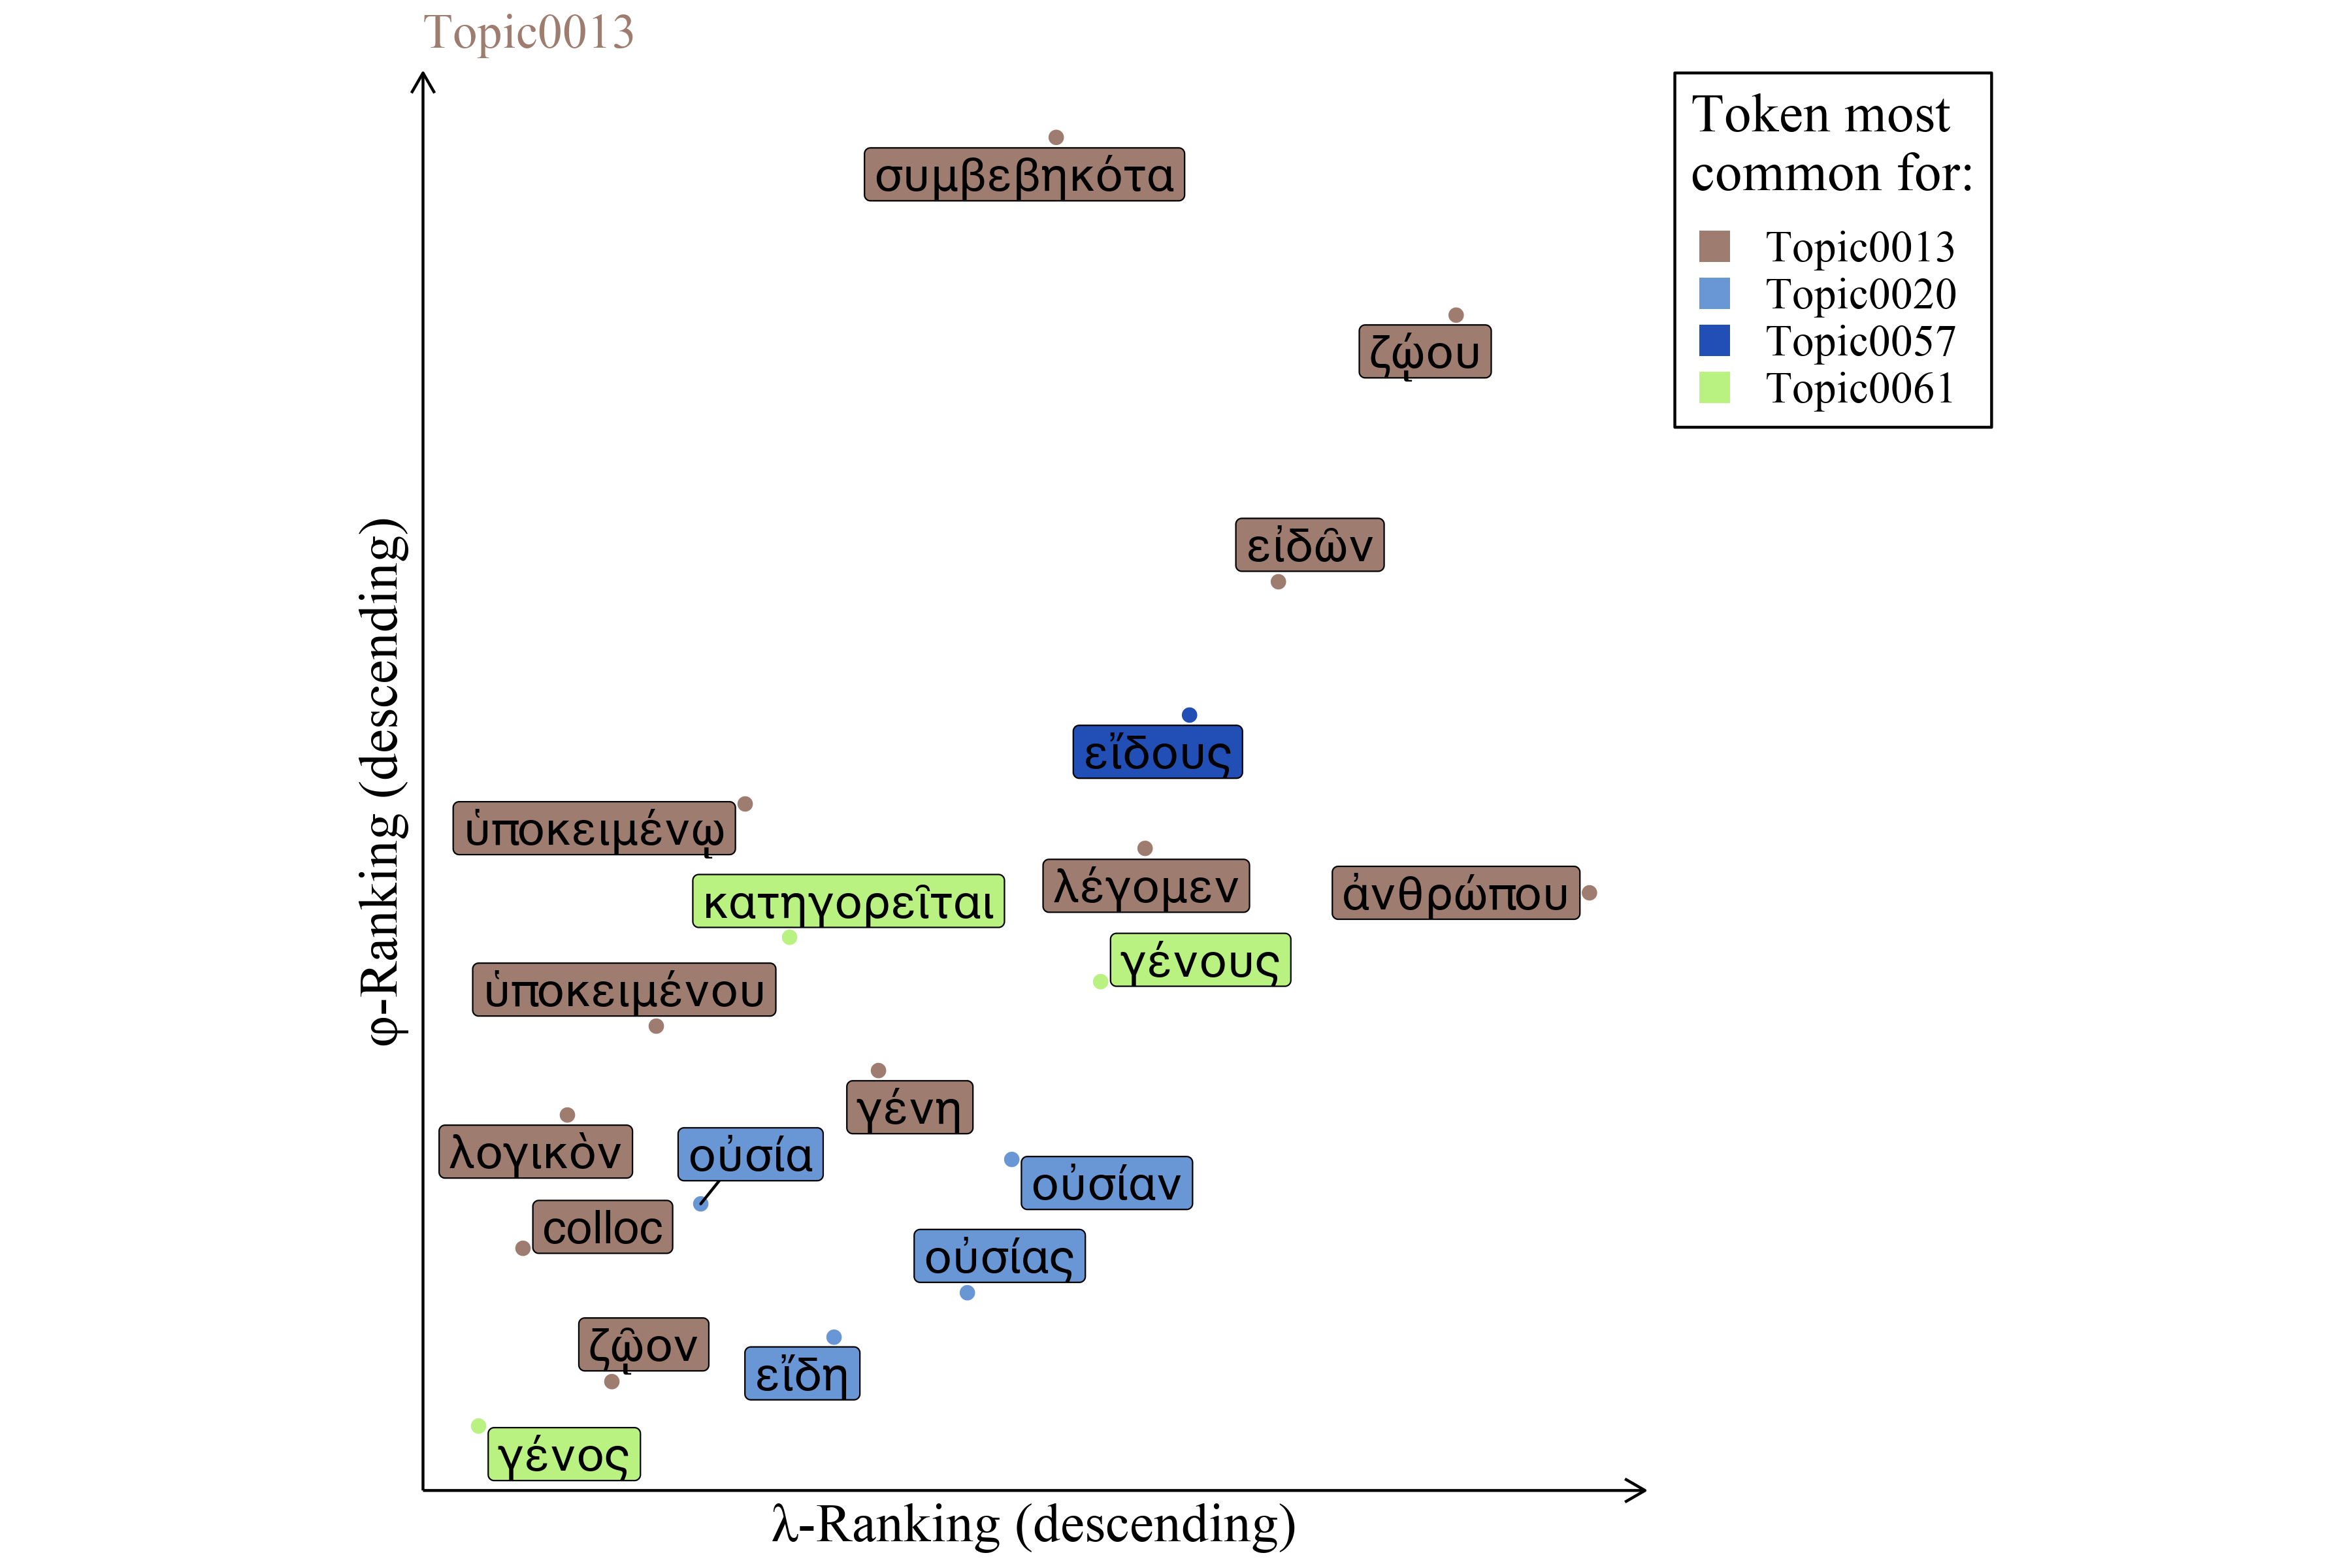 Topic0013
συμβεβηκότα
ζῴου
εἰδῶν
εἴδους
ὑποκειμένῳ
λέγομεν
ἀνθρώπου
κατηγορεῖται
γένους
ὑποκειμένου
γένη
λογικὸν
οὐσία
οὐσίαν
colloc
οὐσίας
ζῷον
εἴδη
γένος
φ-Ranking (descending)
λ-Ranking (descending)
Token most
common for:
Topic0013
Topic0020
Topic0057
Topic0061